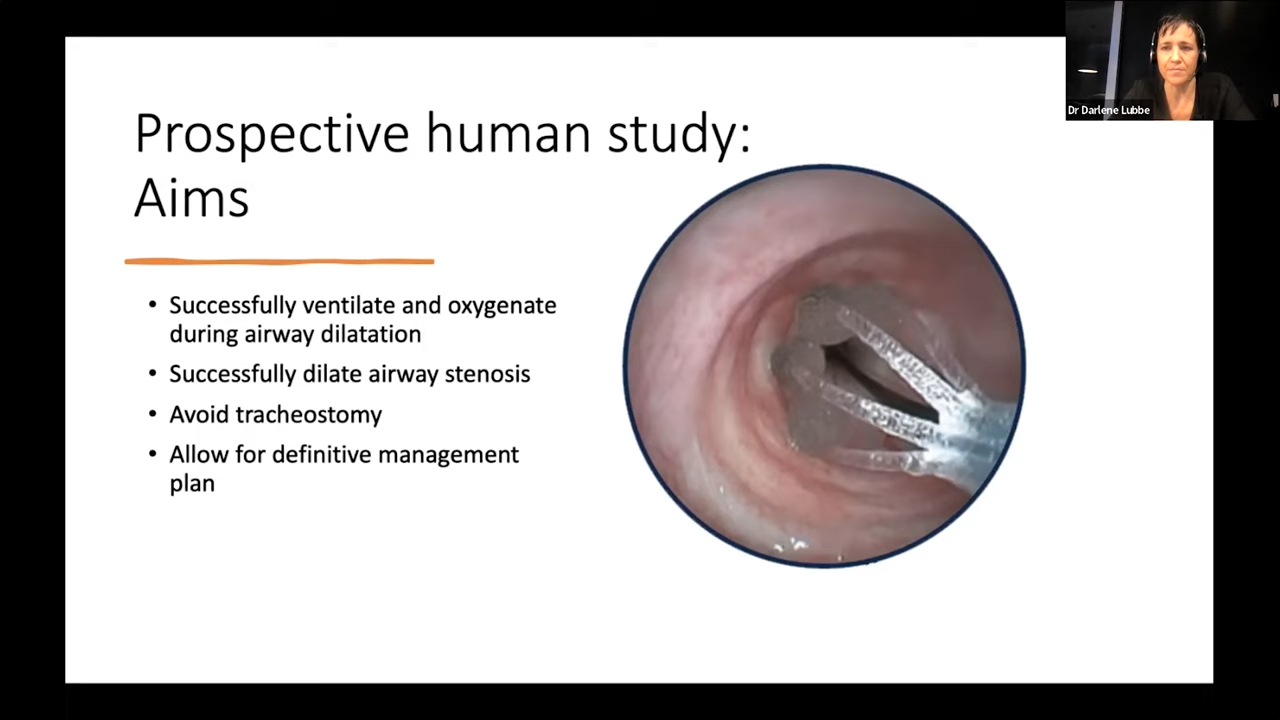 Dr Darlene Lubbe
Prospective human study:
Aims
• Successfully ventilate and oxygenate
during airway dilatation
• Successfully dilate airway stenosis
• Avoid tracheostomy
• Allow for definitive management
plan